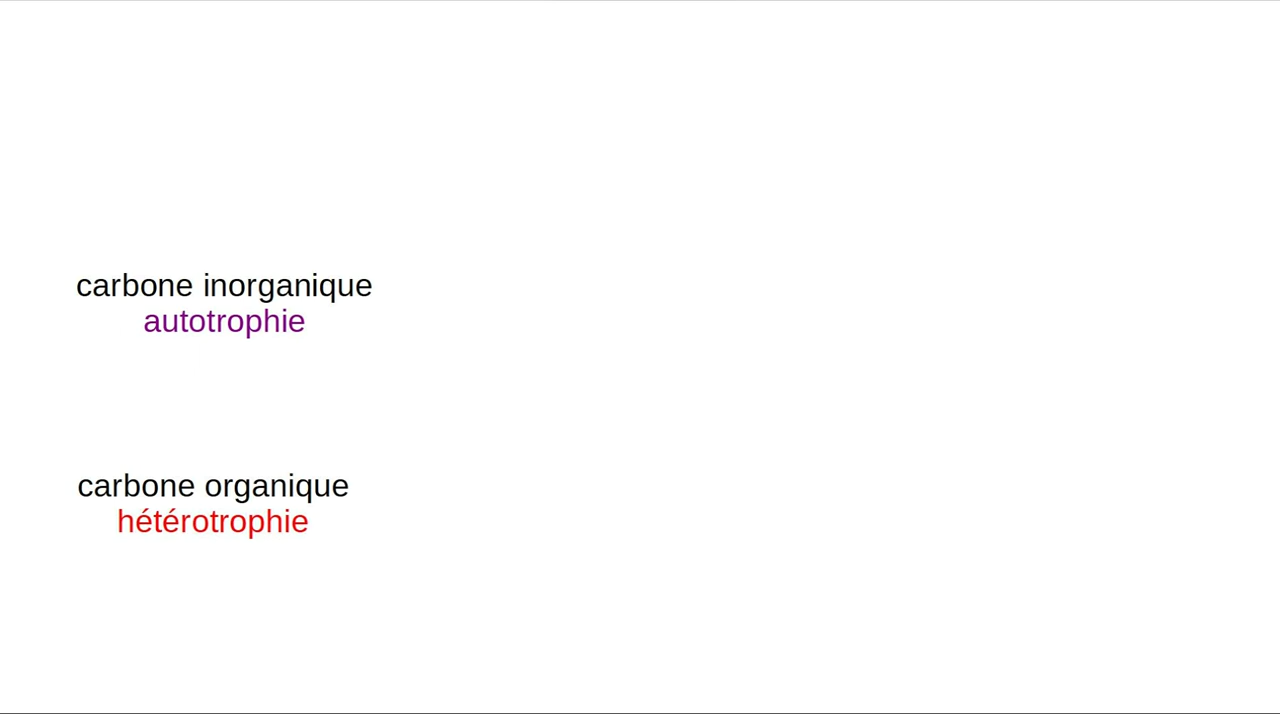 carbone inorganique
autotrophie
carbone organique
hétérotrophie